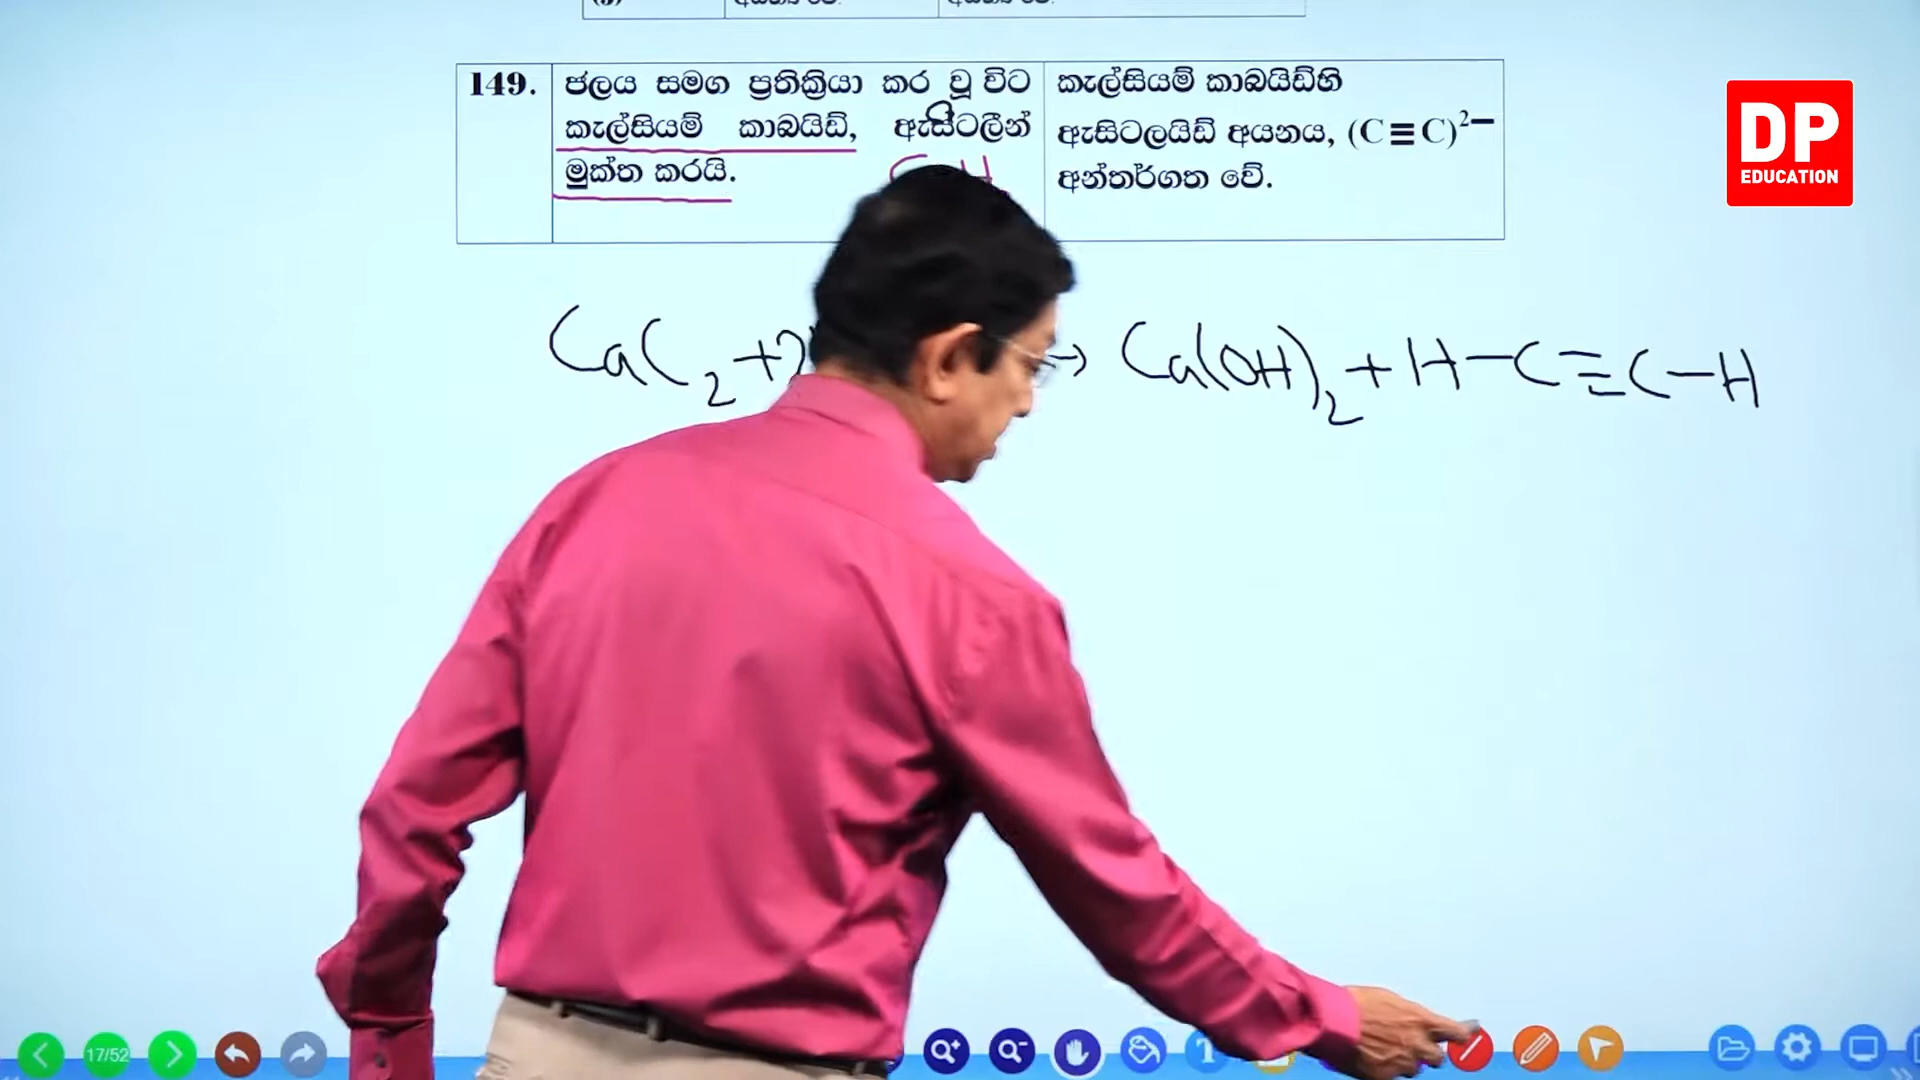 149.
ජලය සමග ප්‍රතික්‍රියා කර වූ විට
කැල්සියම් කාබයිඩ්, ඇසිටලීන්
මුක්ත කරයි.
කැල්සියම් කාබයිඩ්හි
ඇසිටලයිඩ් අයනය, (C≡C)²⁻
අන්තර්ගත වේ.
DP
EDUCATION
CaC₂ + 2 → Ca(OH)₂ + H–C≡C–H
17/52
T